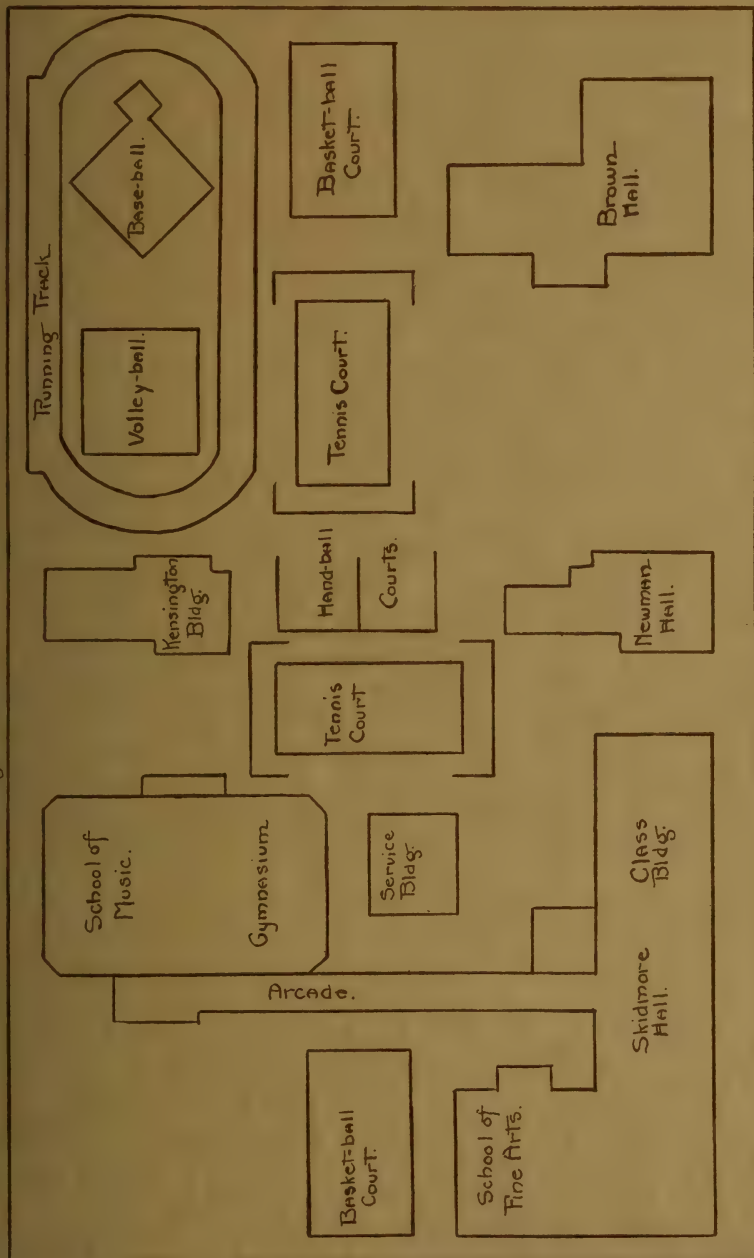 Running Track
School of
Music.
Gymnasium
Kensington
Bldg.
Volley-ball.
Base-ball.
Arcade.
Basket-ball
Court.
Service
Bldg.
Tennis
Court
Hand-ball
Courts.
Tennis Court.
Basket-ball
Court.
School of
Fine Arts.
Skidmore
Hall.
Class
Bldg.
Newman
Hall.
Brown
Hall.